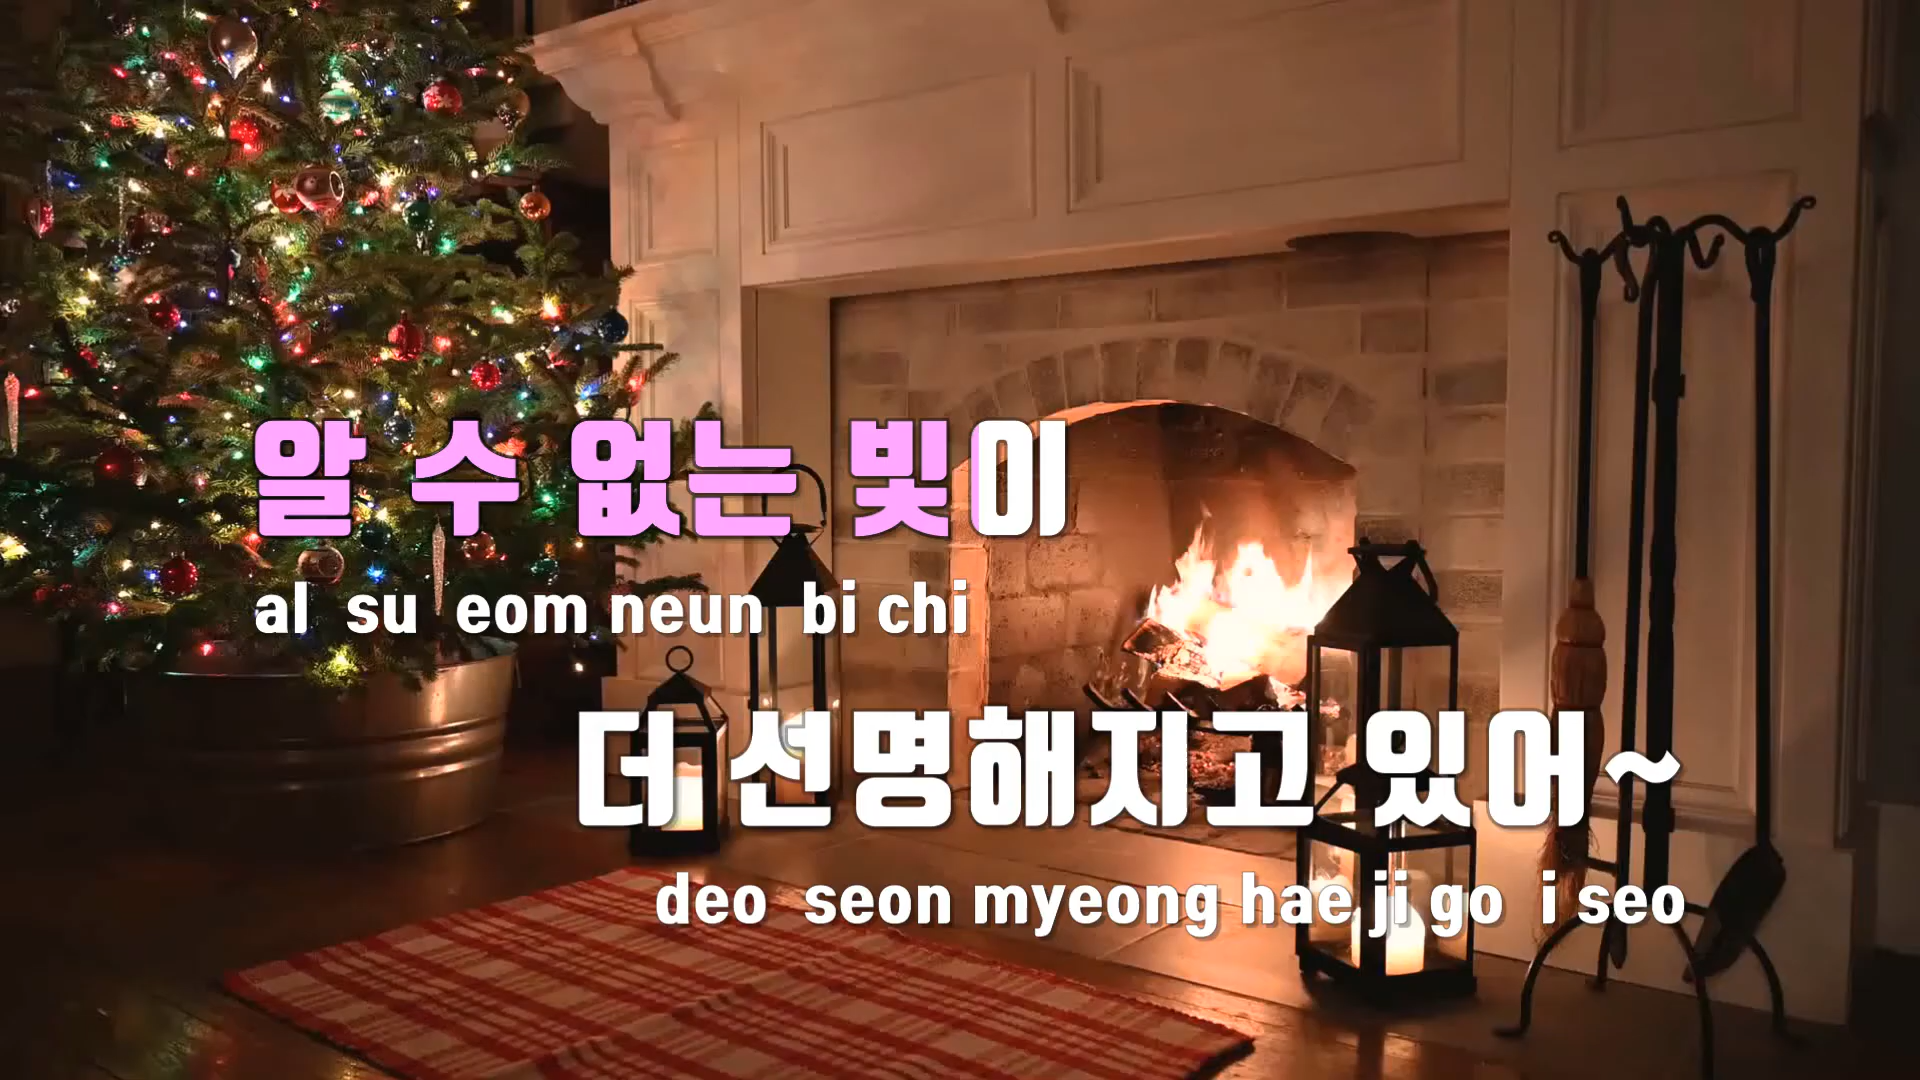 알 수 없는 빛이
al su eom neun bi chi
더 선명해지고 있어~
deo seon myeong hae ji go i seo